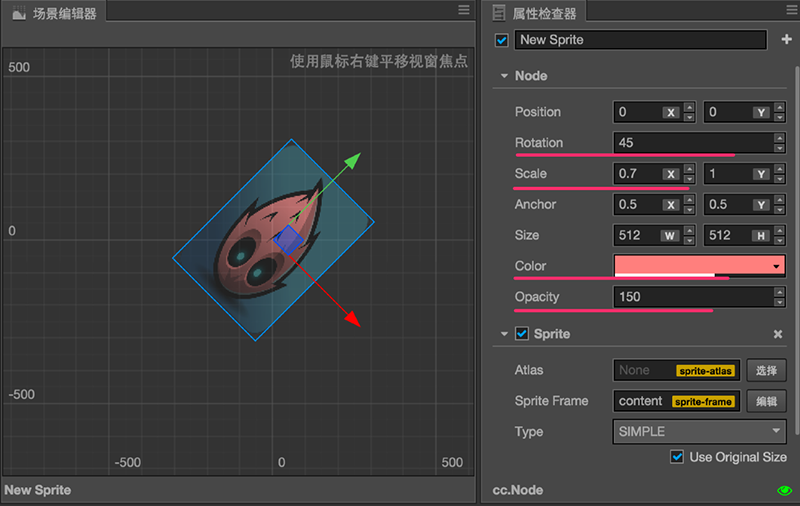 场景编辑器
使用鼠标右键平移视窗焦点
500
0
-500
-500 0 500
New Sprite
属性检查器
New Sprite
Node
Position 0 X 0 Y
Rotation 45
Scale 0.7 X 1 Y
Anchor 0.5 X 0.5 Y
Size 512 W 512 H
Color
Opacity 150
Sprite
Atlas None sprite-atlas 选择
Sprite Frame content sprite-frame 编辑
Type SIMPLE
Use Original Size
cc.Node